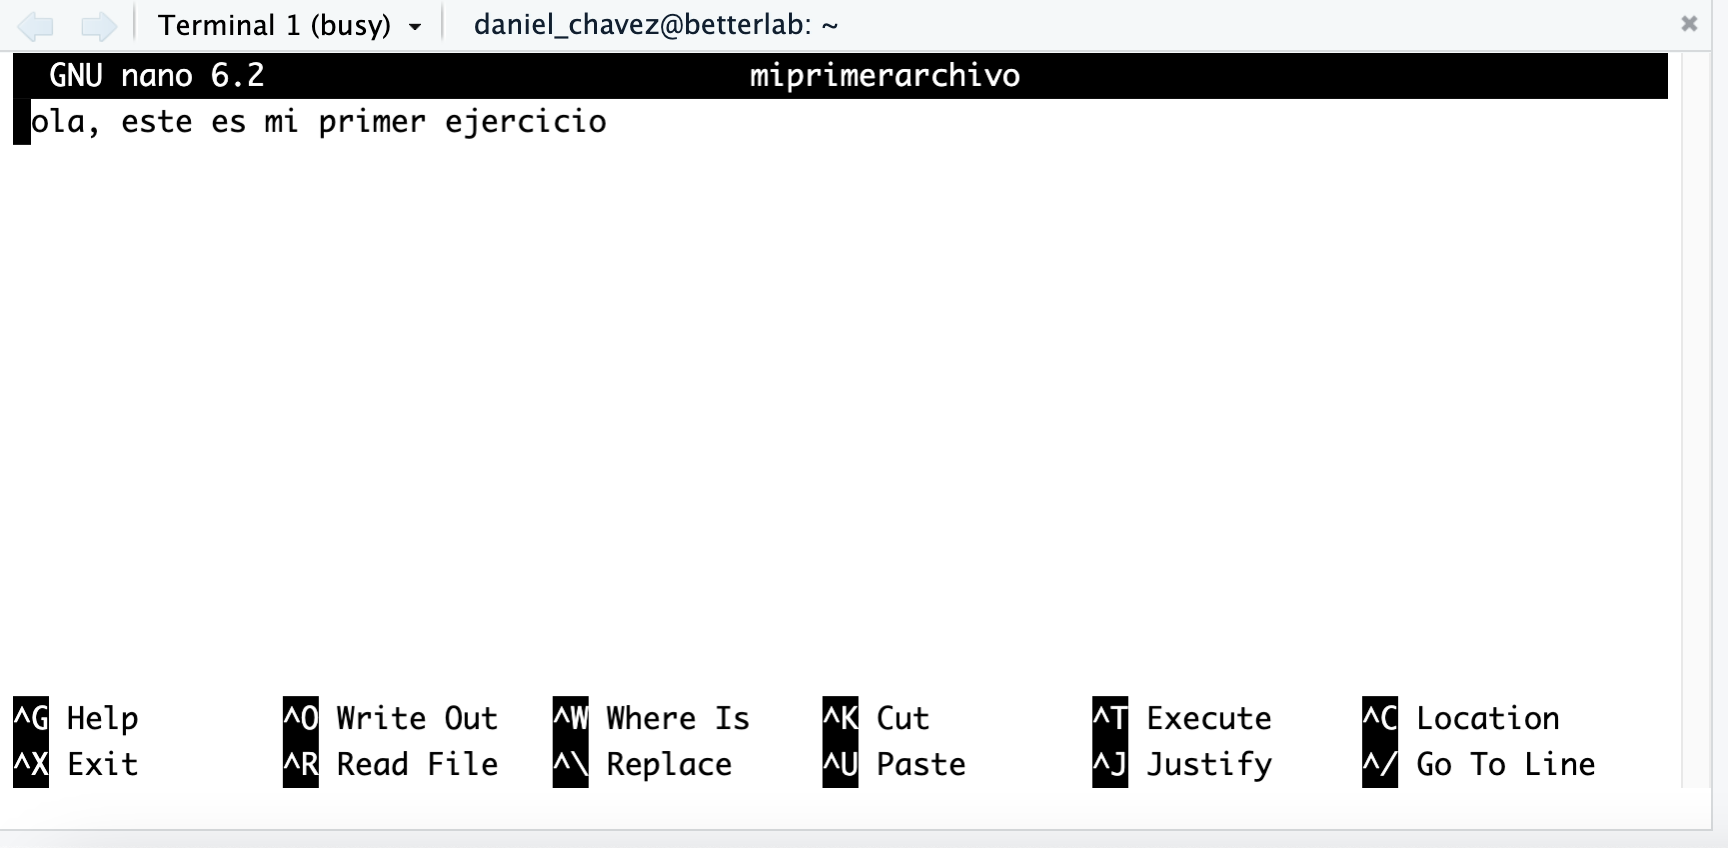 Terminal 1 (busy) daniel_chavez@betterlab: ~
GNU nano 6.2 miprimerarchivo
ola, este es mi primer ejercicio
^G Help ^O Write Out ^W Where Is ^K Cut ^T Execute ^C Location
^X Exit ^R Read File ^\ Replace ^U Paste ^J Justify ^/ Go To Line